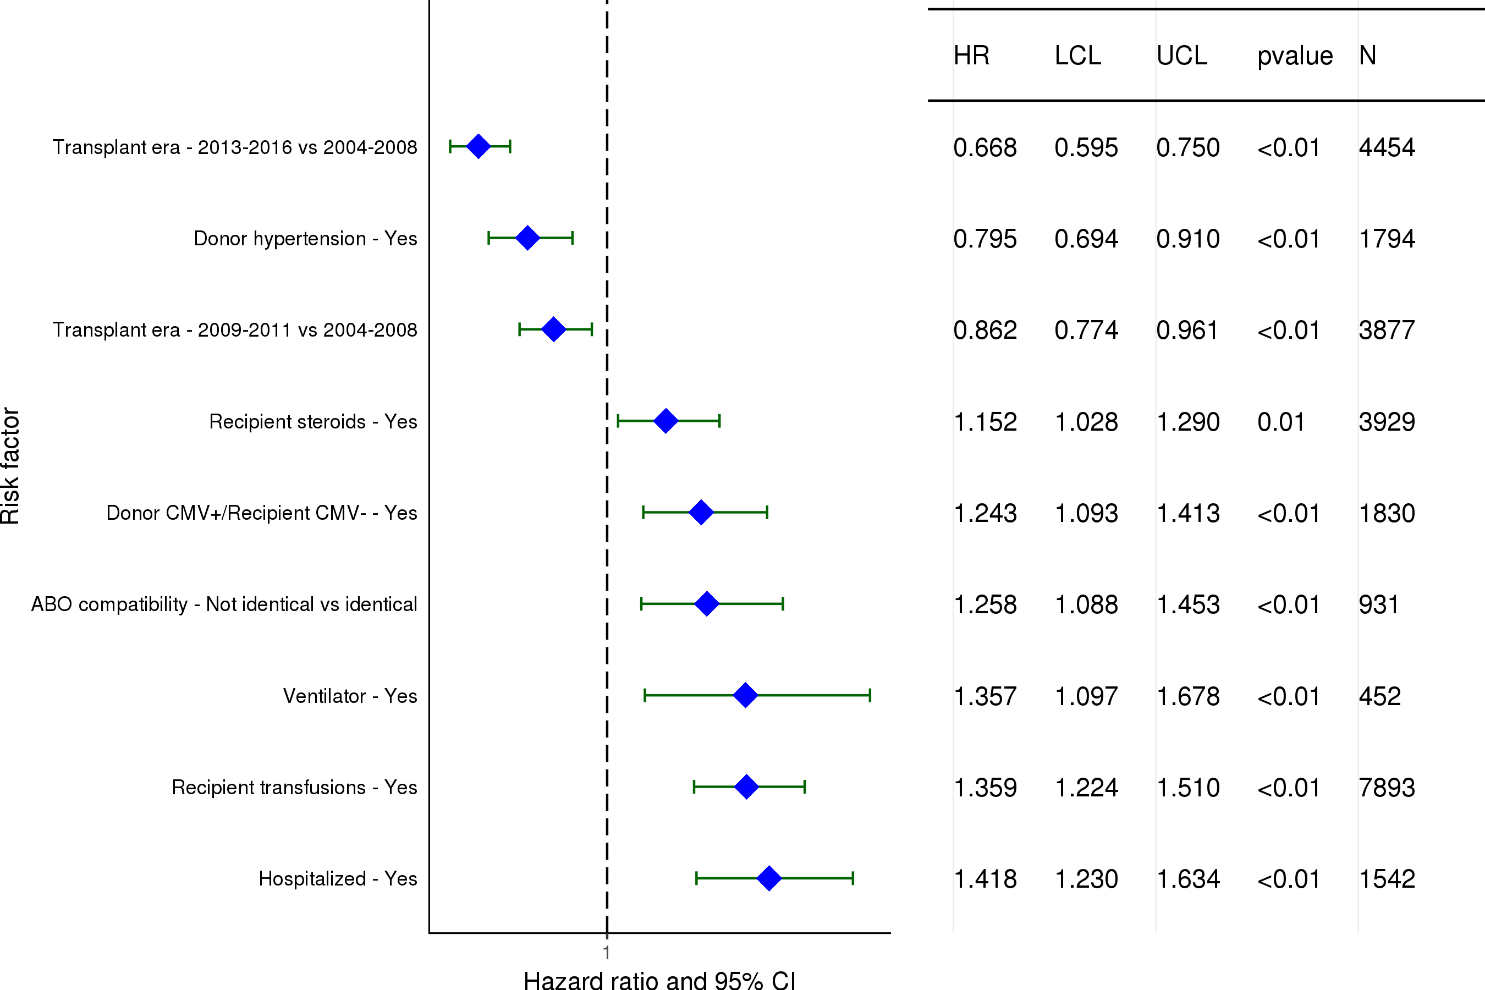 HR LCL UCL pvalue N
Transplant era - 2013-2016 vs 2004-2008 0.668 0.595 0.750 <0.01 4454
Donor hypertension - Yes 0.795 0.694 0.910 <0.01 1794
Transplant era - 2009-2011 vs 2004-2008 0.862 0.774 0.961 <0.01 3877
Recipient steroids - Yes 1.152 1.028 1.290 0.01 3929
Donor CMV+/Recipient CMV- - Yes 1.243 1.093 1.413 <0.01 1830
ABO compatibility - Not identical vs identical 1.258 1.088 1.453 <0.01 931
Ventilator - Yes 1.357 1.097 1.678 <0.01 452
Recipient transfusions - Yes 1.359 1.224 1.510 <0.01 7893
Hospitalized - Yes 1.418 1.230 1.634 <0.01 1542
Risk factor
1
Hazard ratio and 95% CI